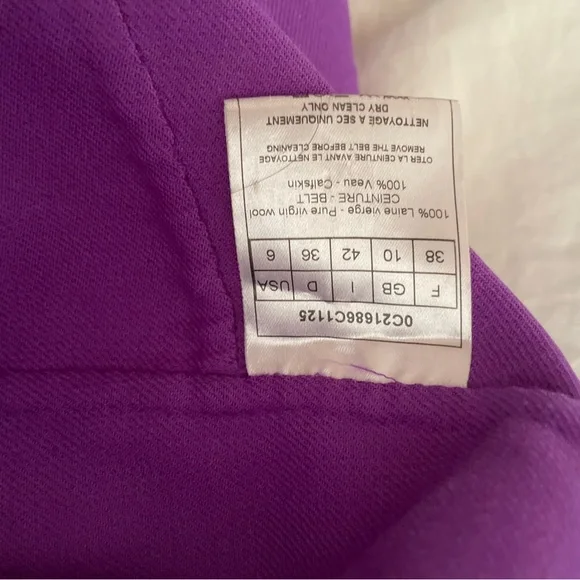 0C21686C1125
F GB I D USA
38 10 42 36 6
100% Laine vierge - Pure virgin wool
CEINTURE - BELT
100% Veau - Calfskin
OTER LA CEINTURE AVANT LE NETTOYAGE
REMOVE THE BELT BEFORE CLEANING
NETTOYAGE A SEC UNIQUEMENT
DRY CLEAN ONLY